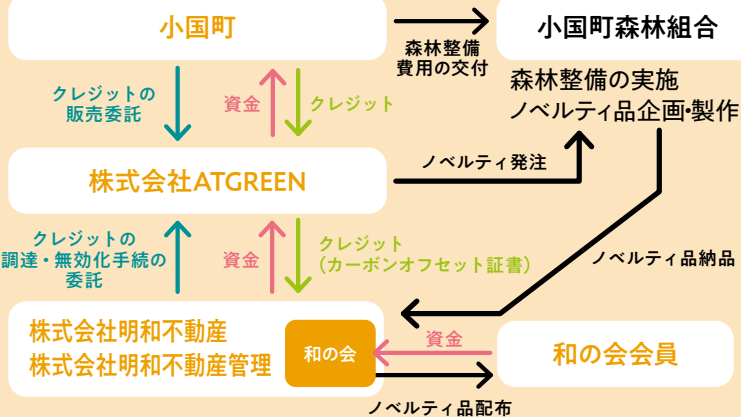 小国町
森林整備
費用の交付
小国町森林組合
森林整備の実施
ノベルティ品企画・製作
クレジットの
販売委託
資金
クレジット
株式会社ATGREEN
ノベルティ発注
クレジットの
調達・無効化手続の
委託
資金
クレジット
（カーボンオフセット証書）
ノベルティ品納品
株式会社明和不動産
株式会社明和不動産管理
和の会
資金
和の会会員
ノベルティ品配布